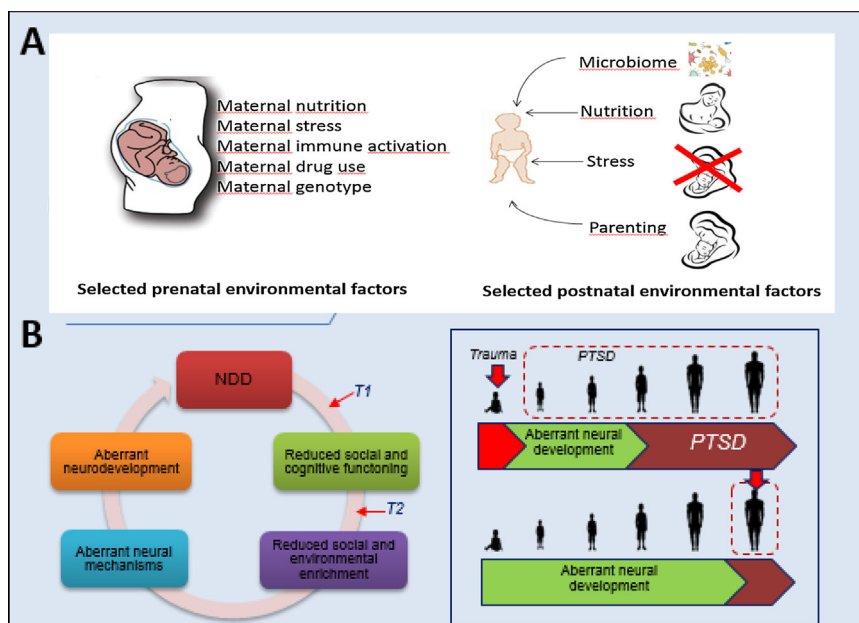 A
Maternal nutrition
Maternal stress
Maternal immune activation
Maternal drug use
Maternal genotype
Selected prenatal environmental factors
Microbiome
Nutrition
Stress
Parenting
Selected postnatal environmental factors
B
NDD
T1
Reduced social and
cognitive functoning
T2
Reduced social and
environmental
enrichment
Aberrant neural
mechanisms
Aberrant
neurodevelopment
Trauma
PTSD
Aberrant neural
development
PTSD
Aberrant neural
development